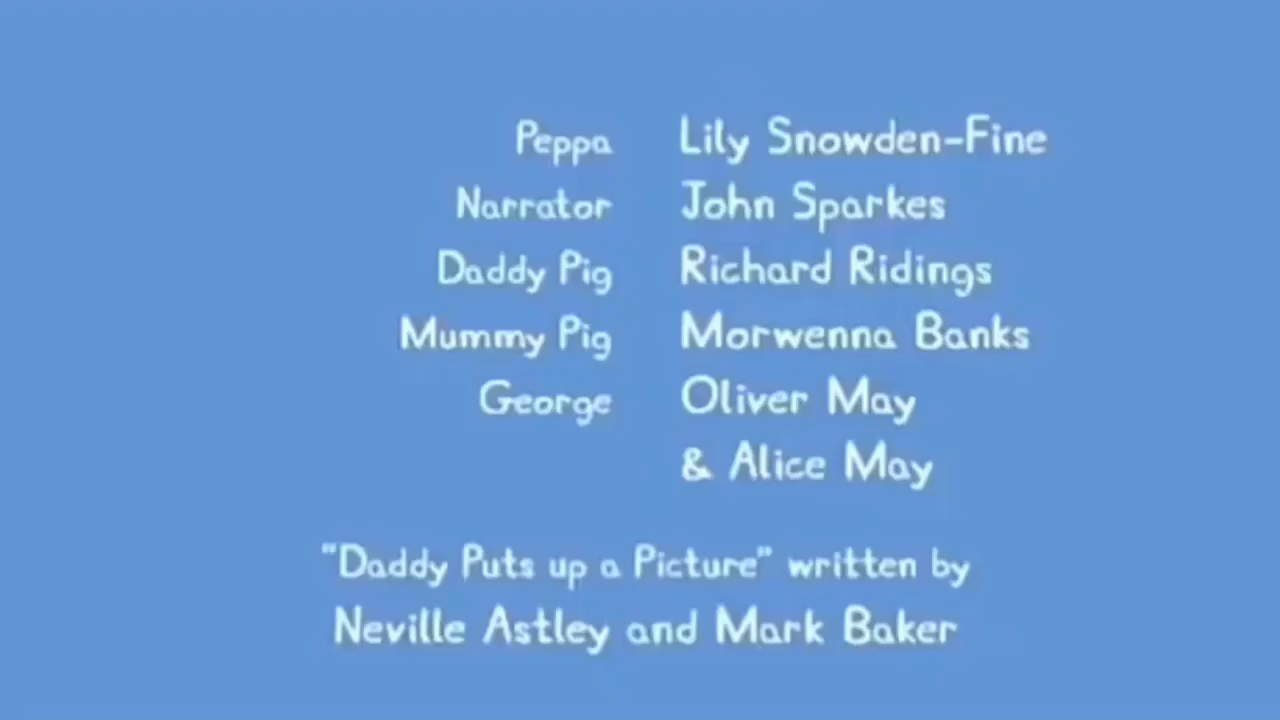 Peppa Lily Snowden-Fine
Narrator John Sparkes
Daddy Pig Richard Ridings
Mummy Pig Morwenna Banks
George Oliver May
& Alice May
"Daddy Puts up a Picture" written by
Neville Astley and Mark Baker